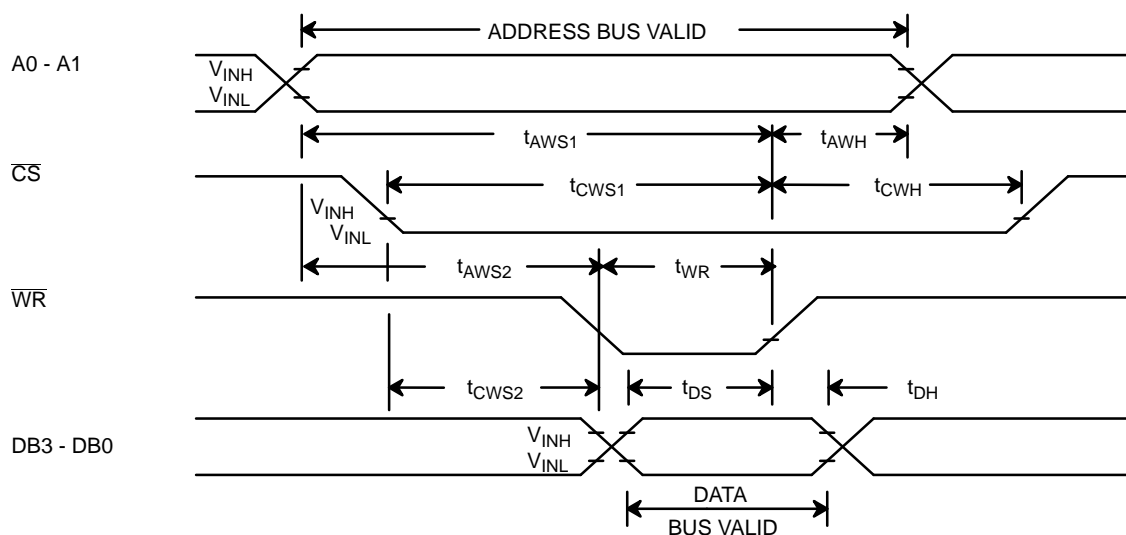 ADDRESS BUS VALID
A0 - A1
VINH
VINL
tAWS1
tAWH
CS
tCWS1
tCWH
VINH
VINL
tAWS2
tWR
WR
tCWS2
tDS
tDH
DB3 - DB0
VINH
VINL
DATA
BUS VALID